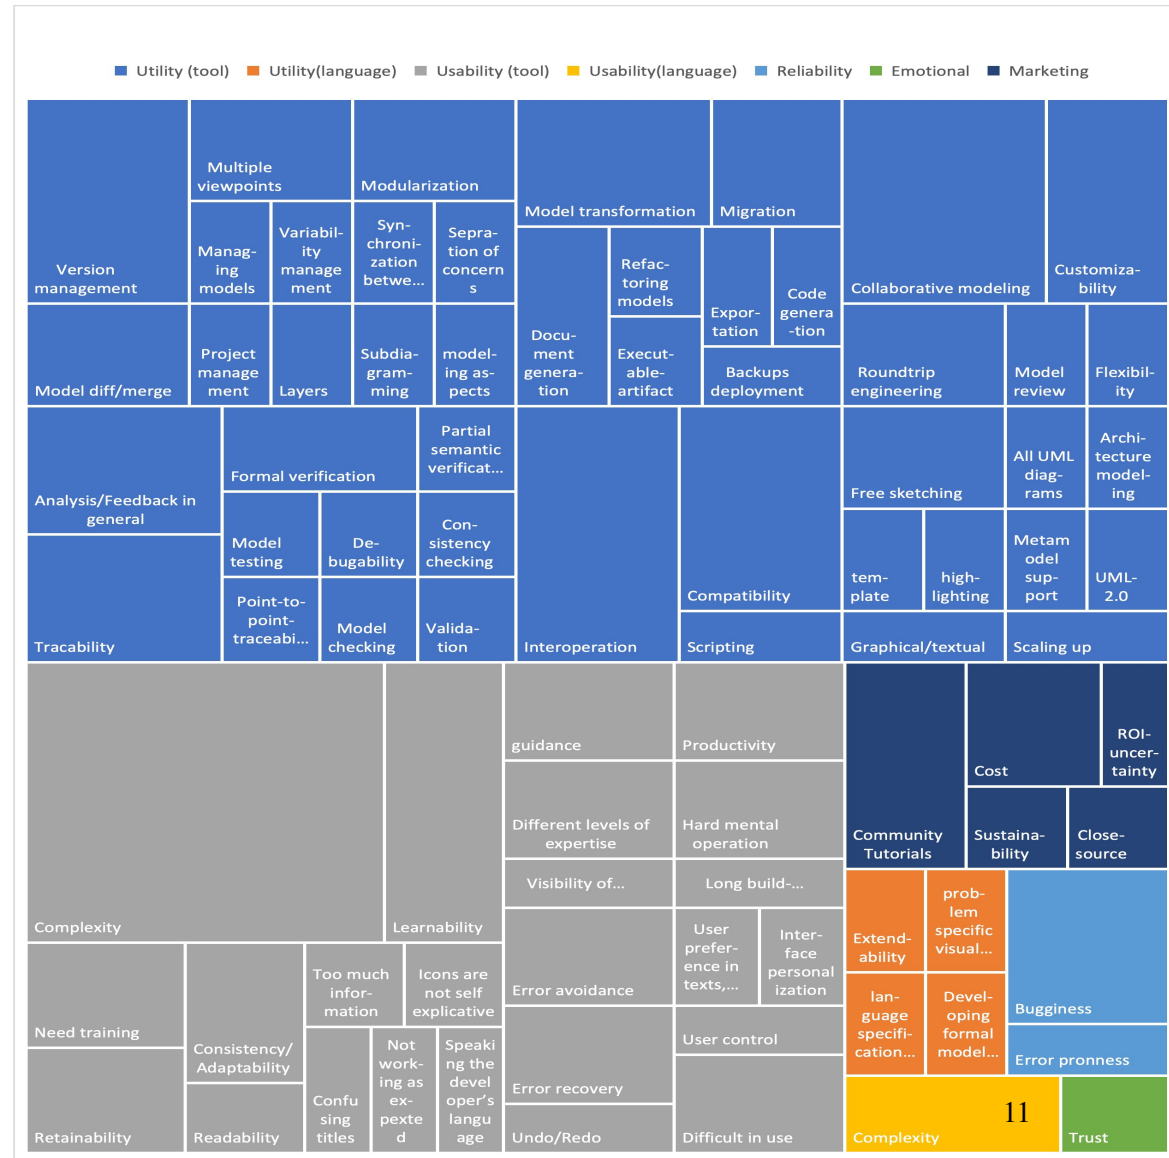 Utility (tool) Utility(language) Usability (tool) Usability(language) Reliability Emotional Marketing
Version
management
Multiple
viewpoints
Modularization
Manag-
ing
models
Variabil-
ity
manage
ment
Syn-
chroni-
zation
betwe...
Sepra-
tion of
concern
s
Model diff/merge
Project
manage
ment
Layers
Subdia-
gram-
ming
model-
ing as-
pects
Model transformation
Migration
Docu-
ment
genera-
tion
Refac-
toring
models
Execut-
able-
artifact
Expor-
tation
Code
genera
-tion
Backups
deployment
Collaborative modeling
Customiza-
bility
Roundtrip
engineering
Model
review
Flexibil-
ity
Analysis/Feedback in
general
Formal verification
Partial
semantic
verificat...
Model
testing
De-
bugability
Con-
sistency
checking
Tracability
Point-to-
point-
traceabi...
Model
checking
Valida-
tion
Interoperation
Compatibility
Scripting
Free sketching
All UML
diag-
rams
Archi-
tecture
model-
ing
tem-
plate
high-
lighting
Metam
odel
sup-
port
UML-
2.0
Graphical/textual
Scaling up
Complexity
Learnability
Need training
Retainability
Consistency/
Adaptability
Readability
Too much
infor-
mation
Icons are
not self
explicative
Confu
sing
titles
Not
work-
ing as
ex-
pexte
d
Speaki
ng the
devel
oper's
langu
age
guidance
Productivity
Different levels of
expertise
Hard mental
operation
Visibility of...
Long build-...
Error avoidance
User
prefer-
ence in
texts,...
Inter-
face
personal
ization
Error recovery
User control
Undo/Redo
Difficult in use
Community
Tutorials
Cost
ROI-
uncer-
tainty
Sustaina-
bility
Close-
source
Extend-
ability
prob-
lem
specific
visual...
lan-
guage
specifi-
cation...
Devel-
oping
formal
model...
Bugginess
Error pronness
Complexity
11
Trust